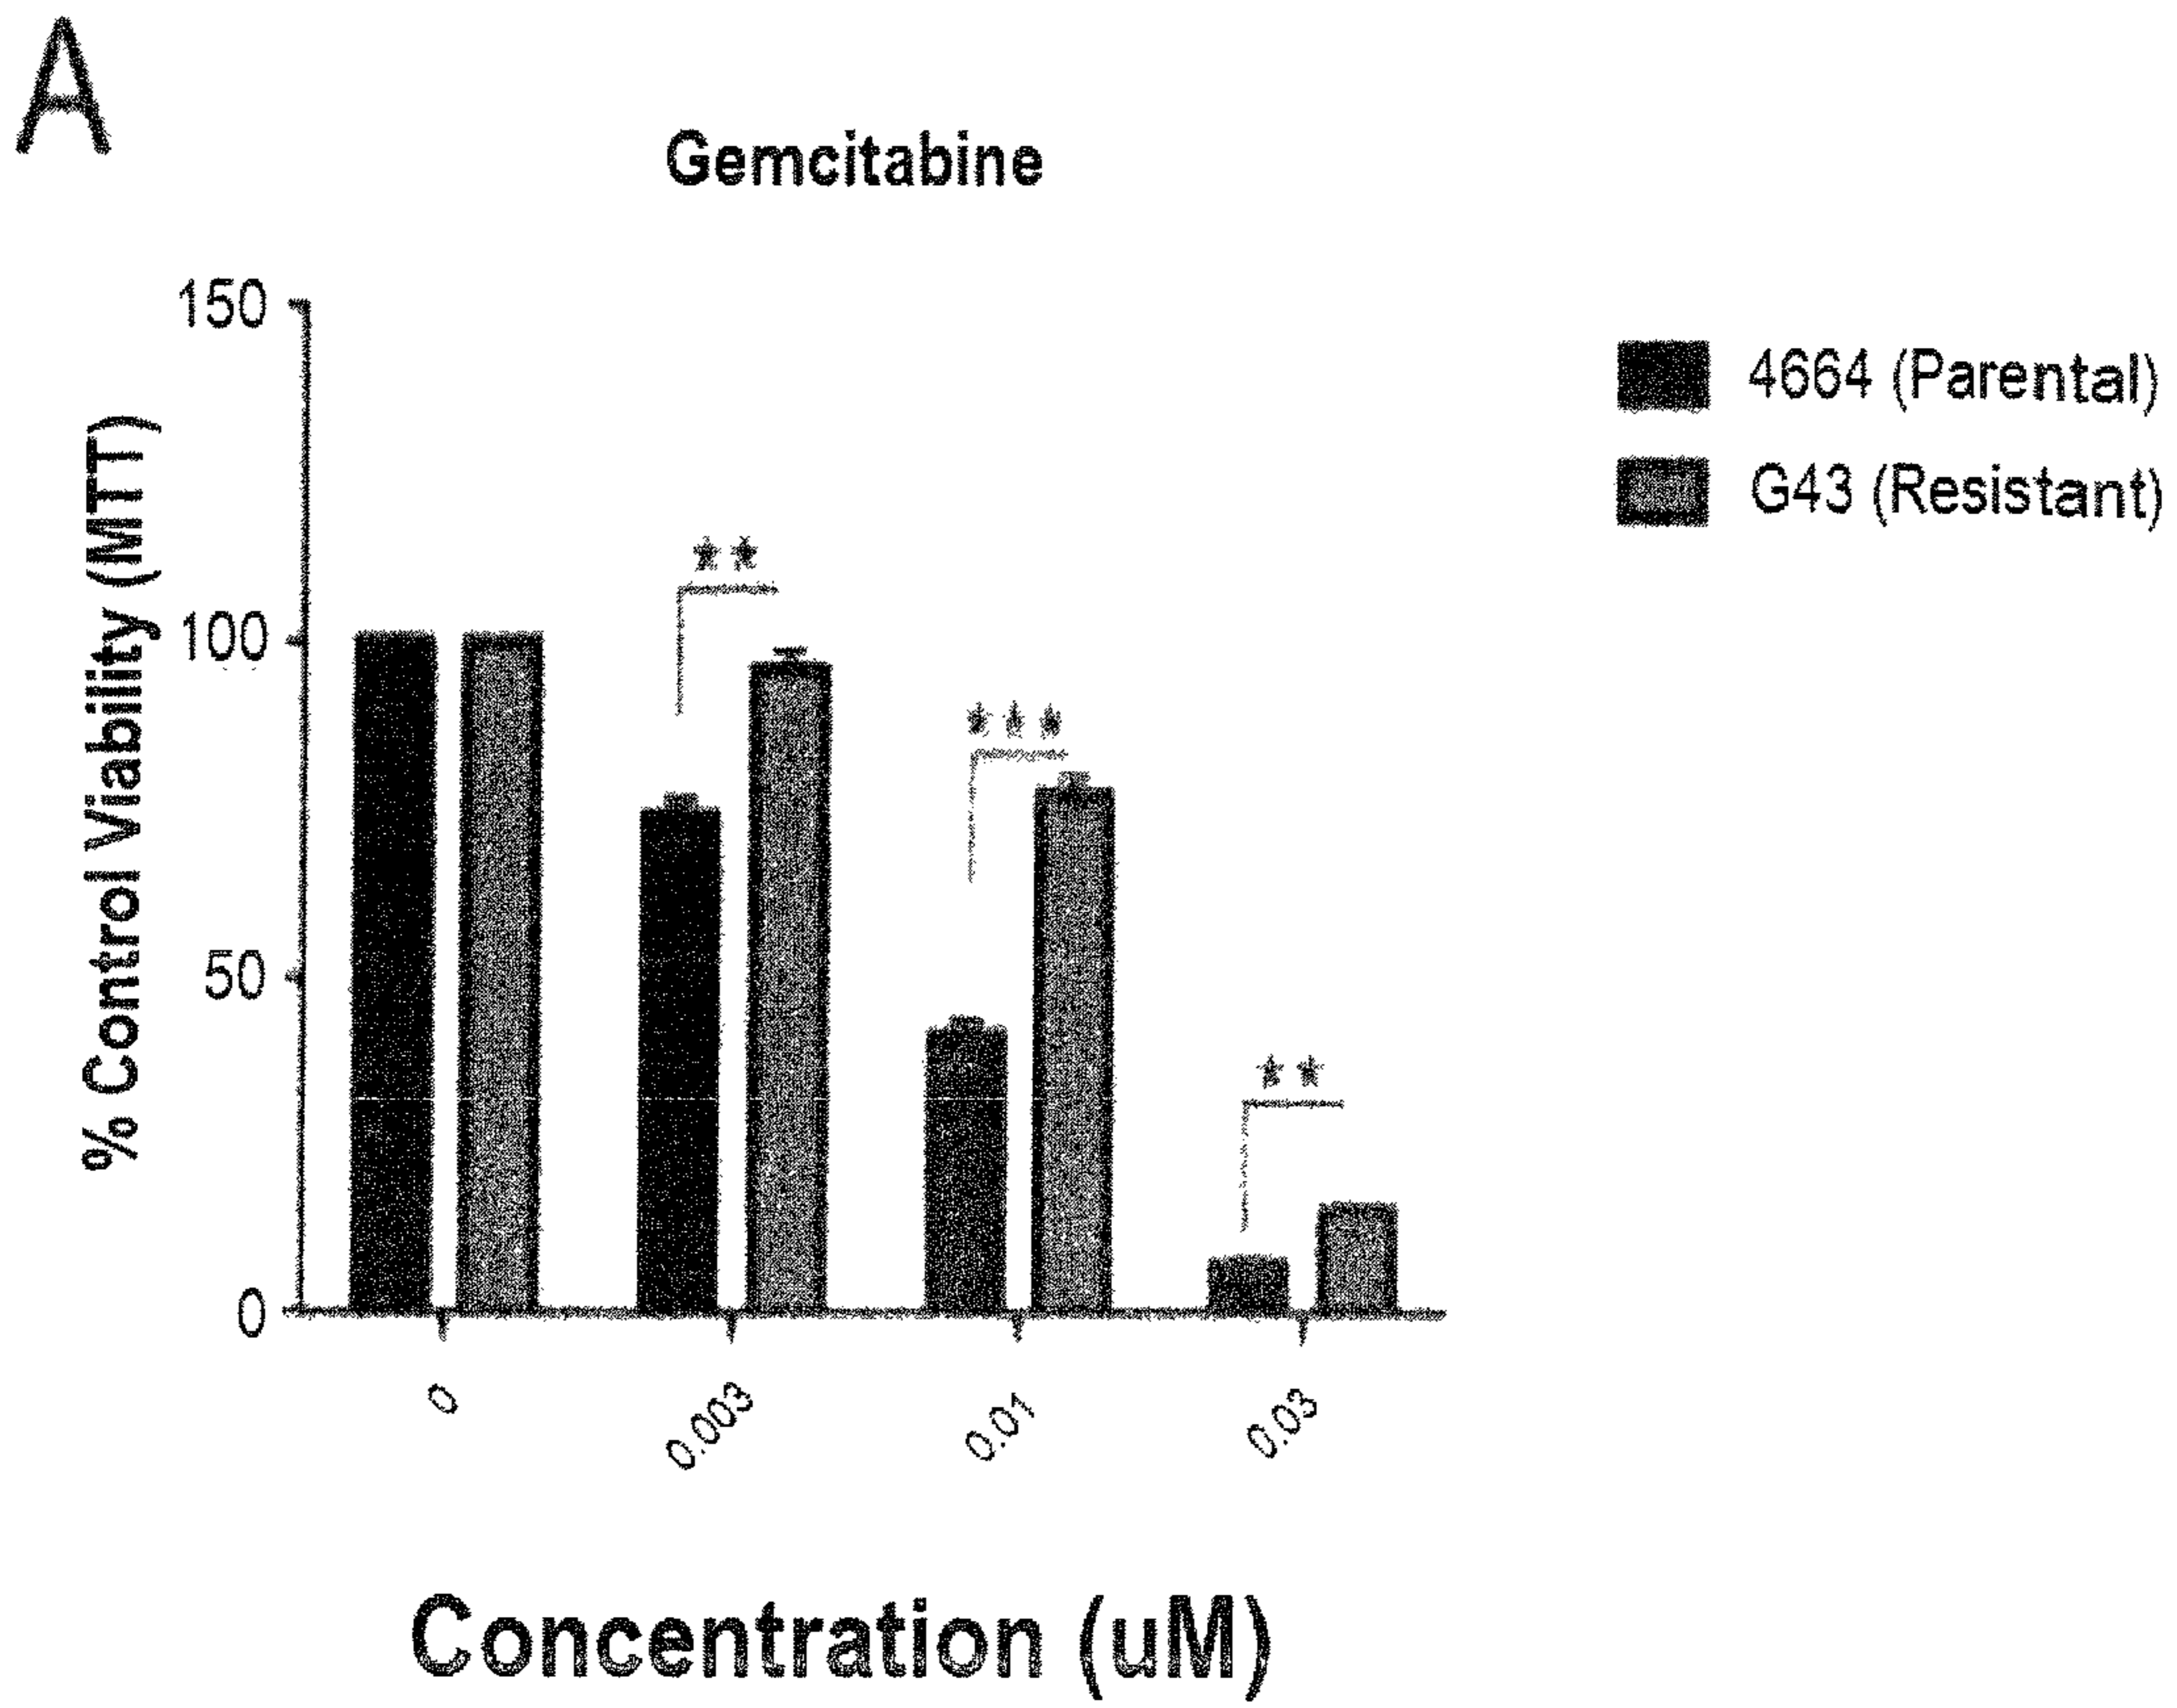 A
Gemcitabine
% Control Viability (MTT)
150
100
50
0
4664 (Parental)
G43 (Resistant)
**
***
**
0
0.003
0.01
0.03
Concentration (uM)